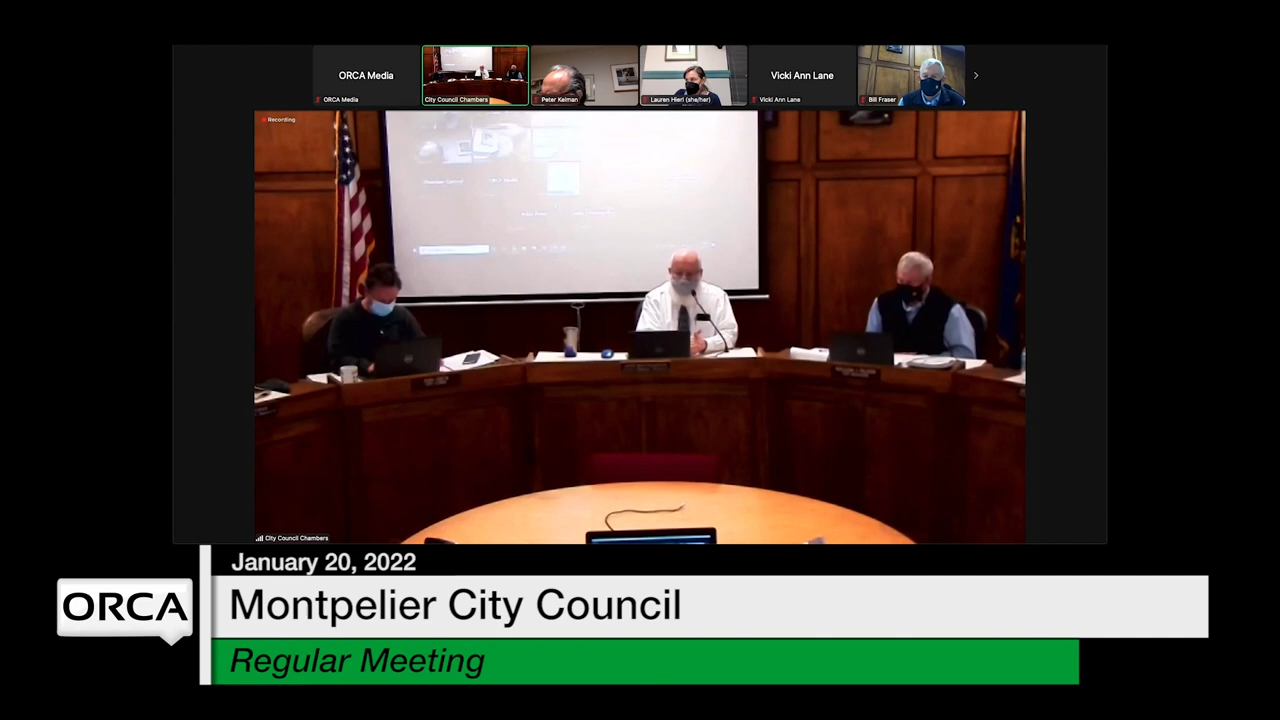 ORCA Media
Vicki Ann Lane
ORCA Media
City Council Chambers
Peter Kelman
Lauren Hierl (she/her)
Vicki Ann Lane
Bill Fraser
Recording
City Council Chambers
January 20, 2022
ORCA
Montpelier City Council
Regular Meeting